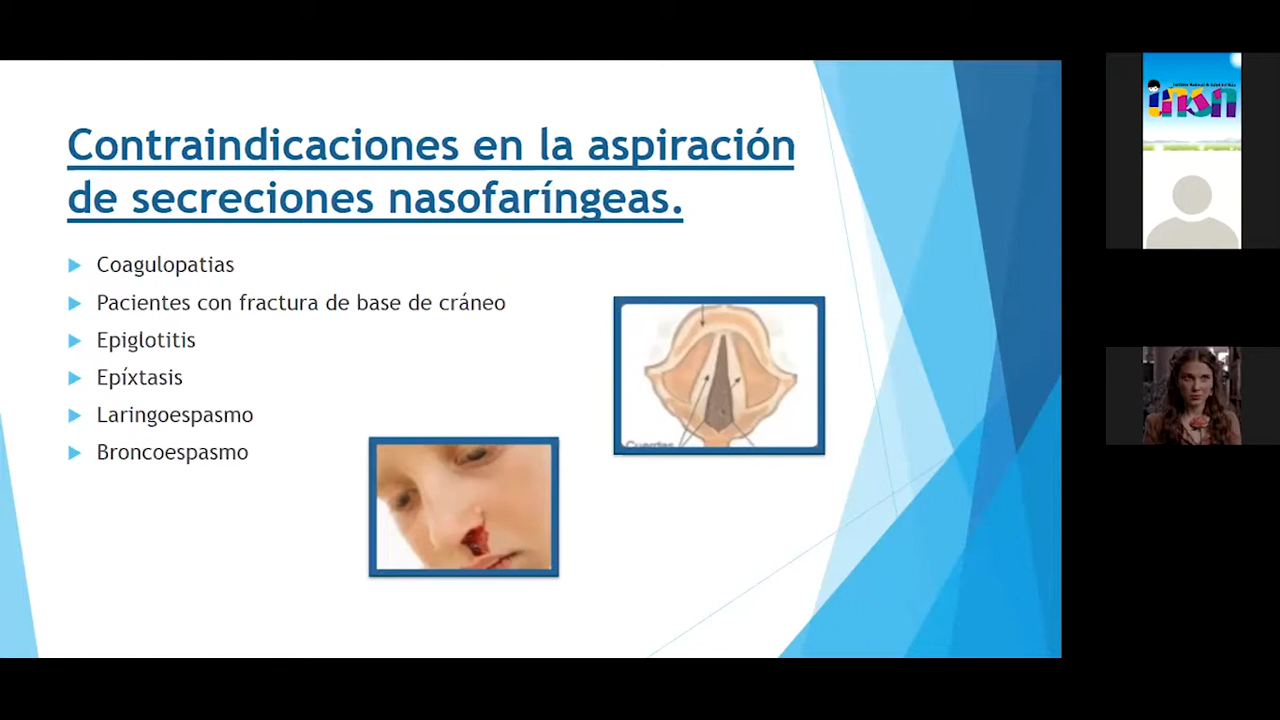 Contraindicaciones en la aspiración
de secreciones nasofaríngeas.
Coagulopatias
Pacientes con fractura de base de cráneo
Epiglotitis
Epíxtasis
Laringoespasmo
Broncoespasmo
insn